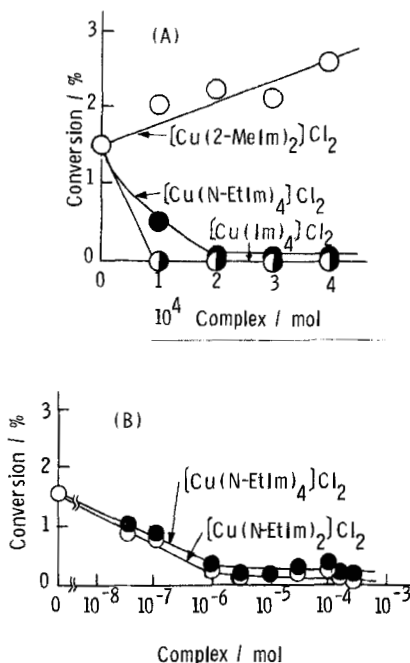 (A)
3
2
1
0
Conversion / %
[Cu(2-MeIm)2]Cl2
[Cu(N-EtIm)4]Cl2
[Cu(Im)4]Cl2
0 1 2 3 4
10^4 Complex / mol
(B)
3
2
1
0
Conversion / %
[Cu(N-EtIm)4]Cl2
[Cu(N-EtIm)2]Cl2
0 10^-8 10^-7 10^-6 10^-5 10^-4 10^-3
Complex / mol